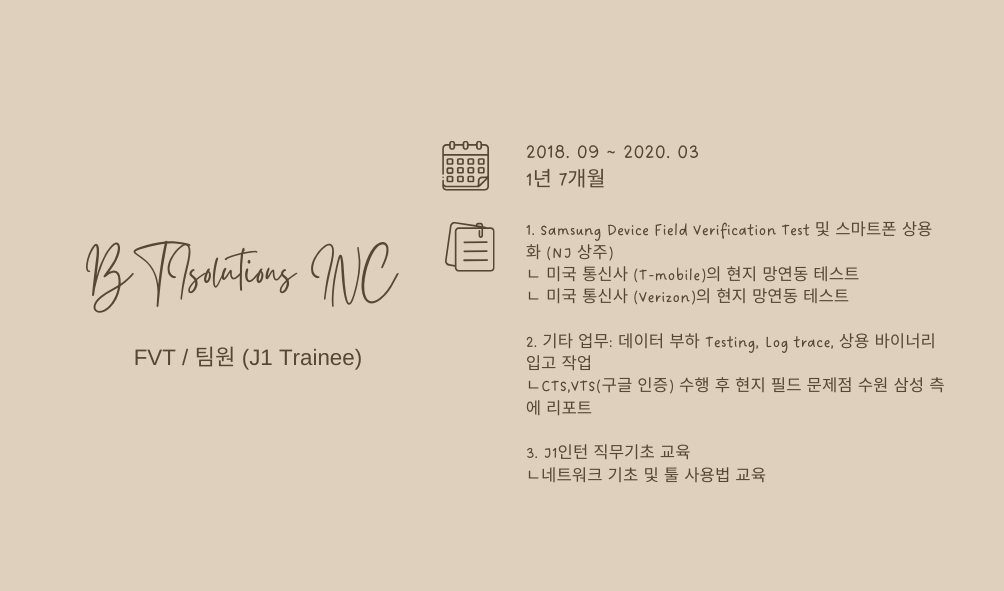 B TIsolutions INC
FVT / 팀원 (J1 Trainee)
2018. 09 ~ 2020. 03
1년 7개월
1. Samsung Device Field Verification Test 및 스마트폰 상용
화 (NJ 상주)
ㄴ 미국 통신사 (T-mobile)의 현지 망연동 테스트
ㄴ 미국 통신사 (Verizon)의 현지 망연동 테스트
2. 기타 업무: 데이터 부하 Testing, Log trace, 상용 바이너리
입고 작업
ㄴCTS,VTS(구글 인증) 수행 후 현지 필드 문제점 수원 삼성 측
에 리포트
3. J1인턴 직무기초 교육
ㄴ네트워크 기초 및 툴 사용법 교육